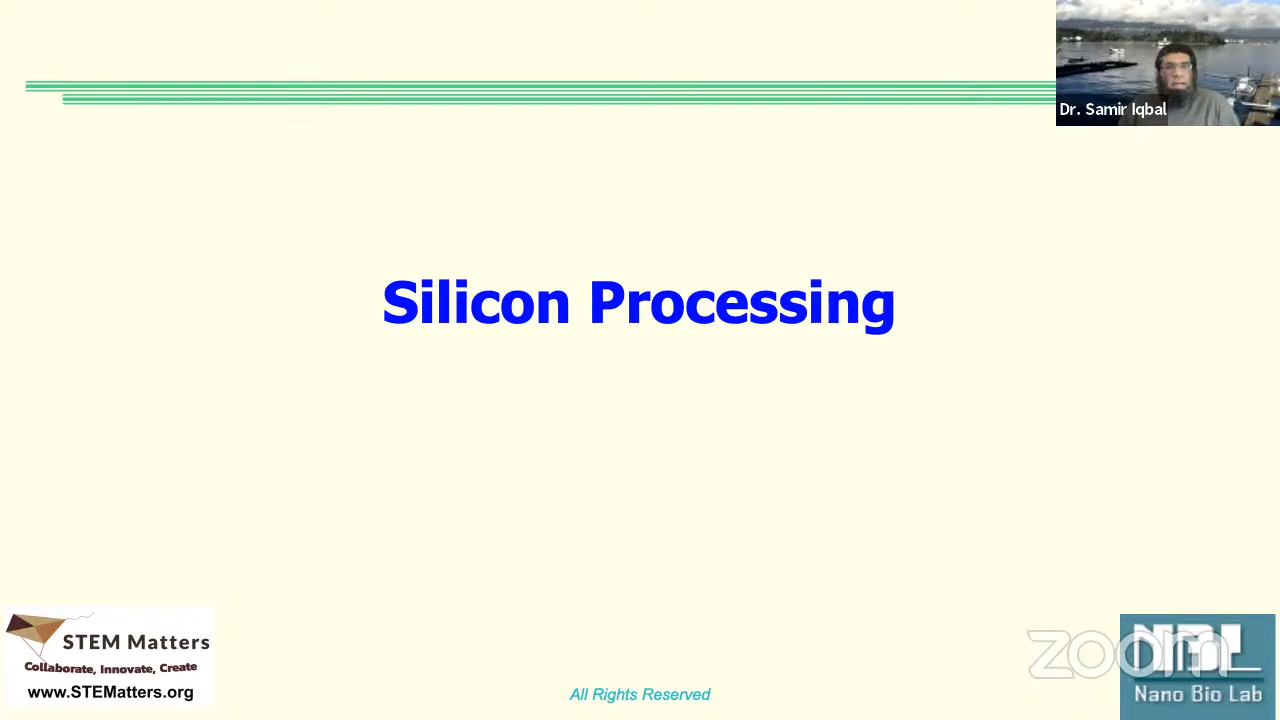 Dr. Samir Iqbal
Silicon Processing
STEM Matters
Collaborate, Innovate, Create
www.STEMatters.org
All Rights Reserved
zoom
NBL
Nano Bio Lab